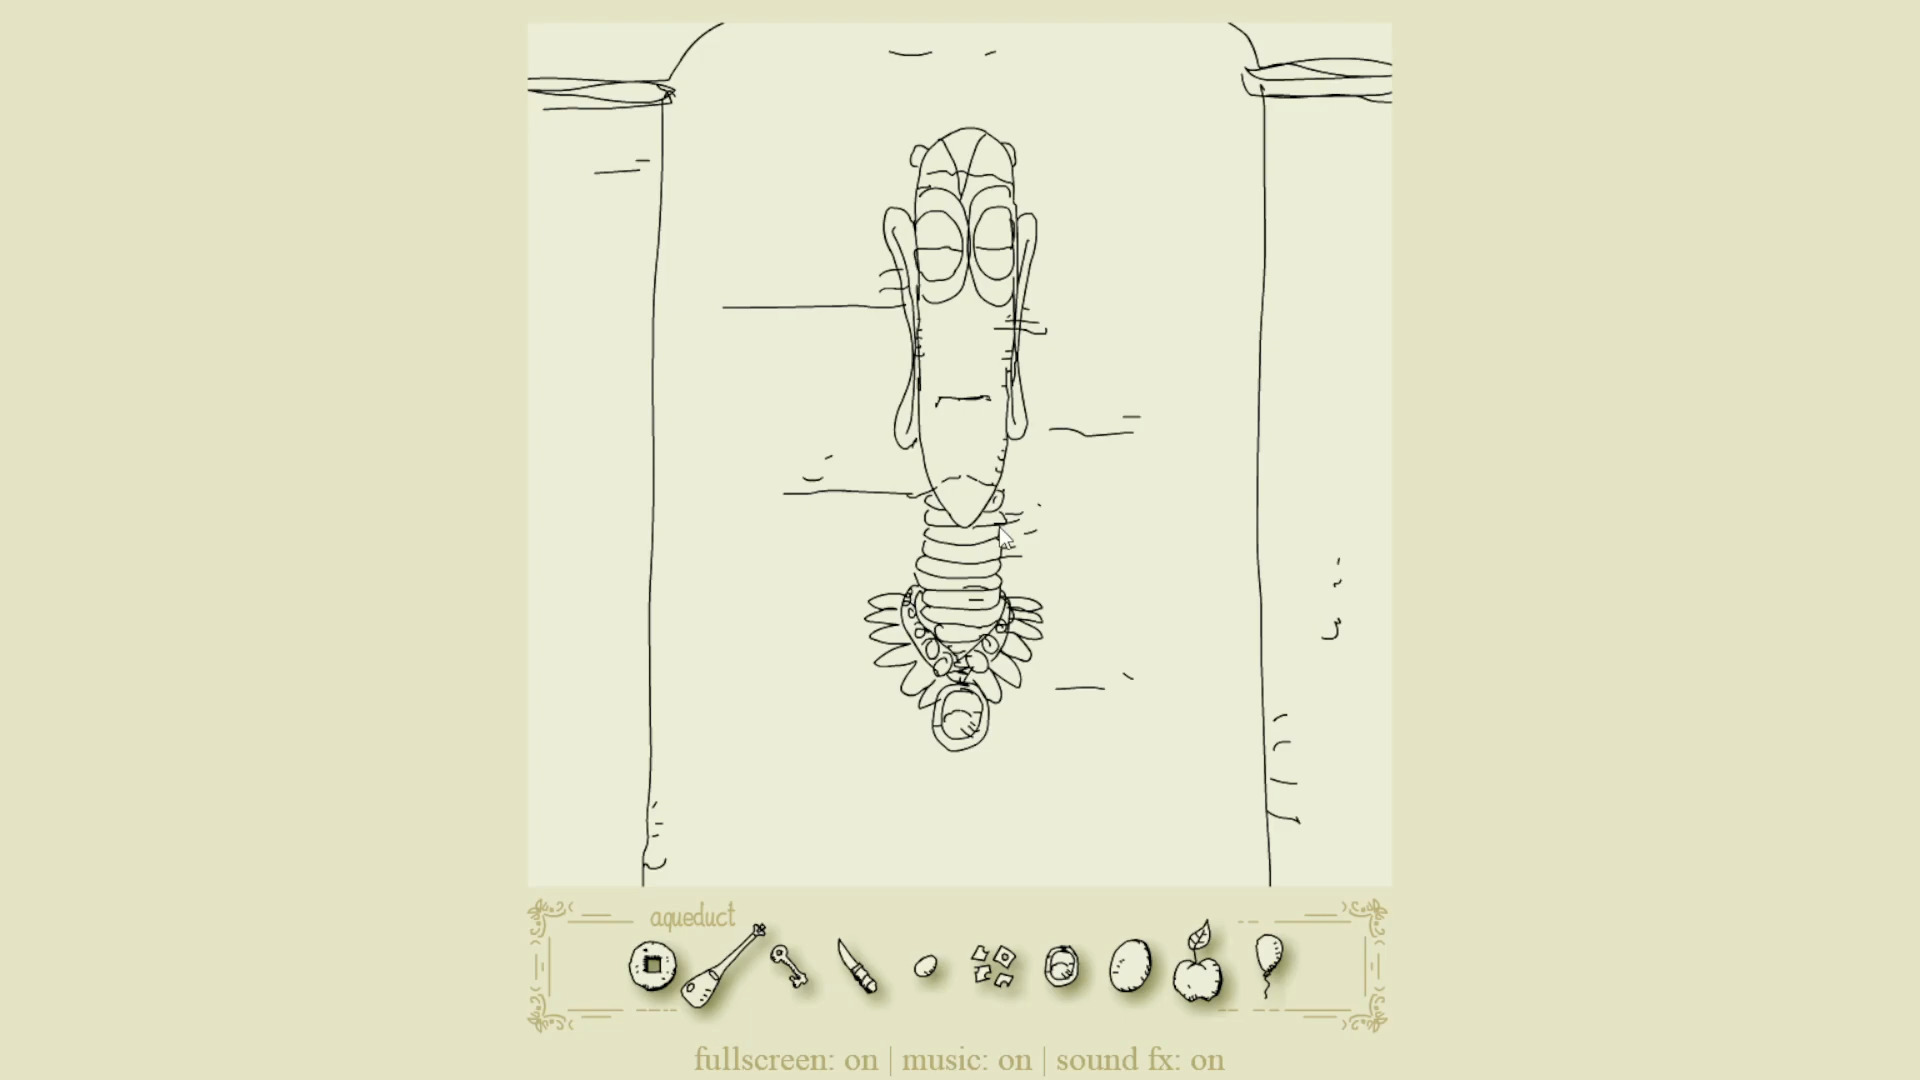 aqueduct
fullscreen: on | music: on | sound fx: on